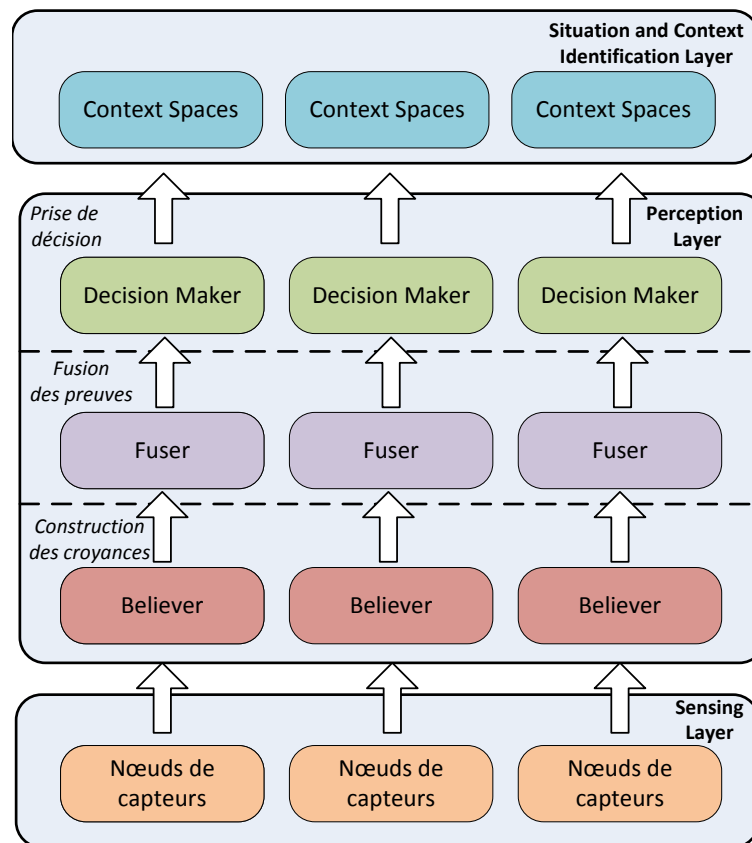 Situation and Context
Identification Layer
Context Spaces
Context Spaces
Context Spaces
Prise de
décision
Perception
Layer
Decision Maker
Decision Maker
Decision Maker
Fusion
des preuves
Fuser
Fuser
Fuser
Construction
des croyances
Believer
Believer
Believer
Sensing
Layer
Nœuds de
capteurs
Nœuds de
capteurs
Nœuds de
capteurs